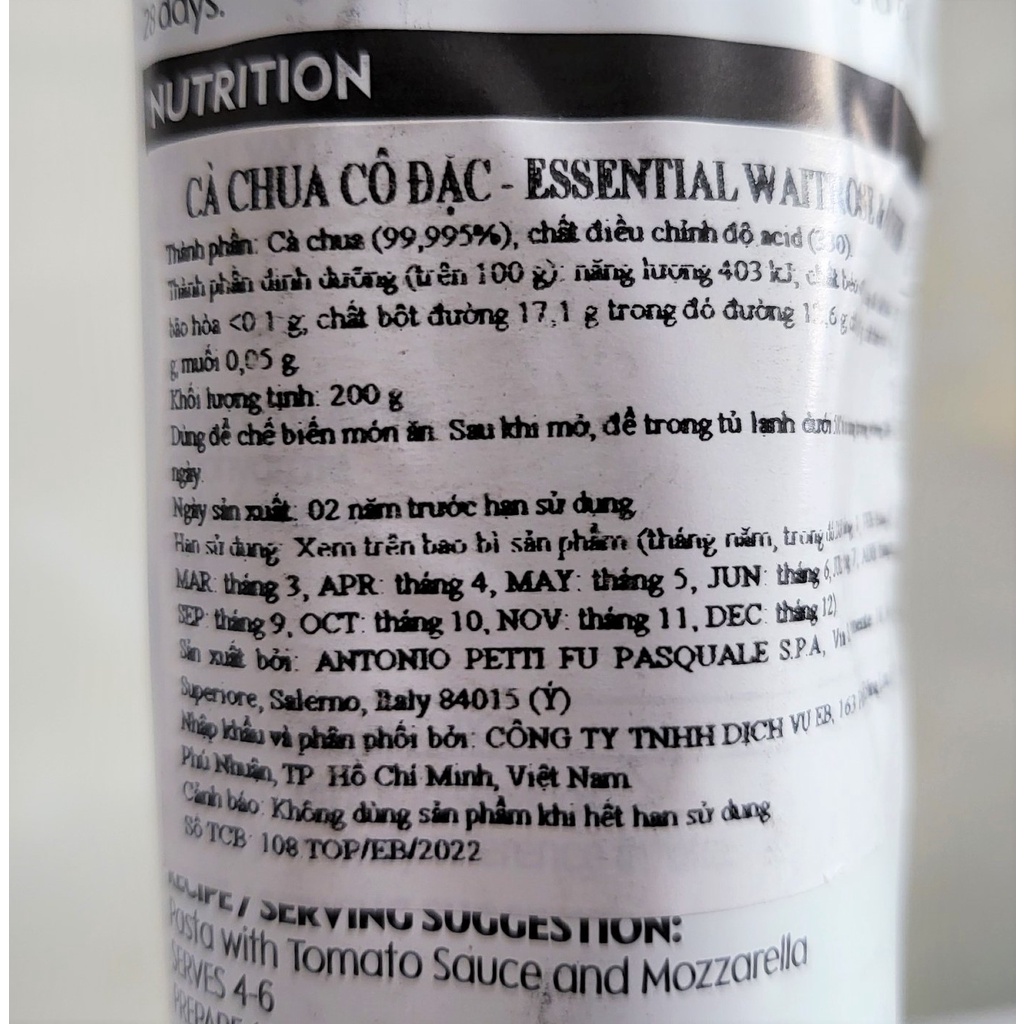 28 days.
NUTRITION
CÀ CHUA CÔ ĐẶC - ESSENTIAL
Thành phần: Cà chua (99,995%), chất điều chỉnh độ acid
Thành phần dinh dưỡng (trên 100 g): năng lượng 403 kJ,
bão hòa <0.1 g, chất bột đường 17,1 g trong đó đường
g, muối 0,05 g
Khối lượng tịnh: 200 g
Dùng để chế biến món ăn. Sau khi mở, để trong tủ lạnh dưới
ngày.
Ngày sản xuất: 02 năm trước hạn sử dụng.
Hạn sử dụng: Xem trên bao bì sản phẩm (tháng năm, trong đó
MAR: tháng 3, APR: tháng 4, MAY: tháng 5, JUN: tháng 6,
SEP: tháng 9, OCT: tháng 10, NOV: tháng 11, DEC: tháng 12)
Sản xuất bởi: ANTONIO PETTI FU PASQUALE S.P.A, Via
Superiore, Salerno, Italy 84015 (Ý)
Nhập khẩu và phân phối bởi: CÔNG TY TNHH DỊCH VỤ EB, 163
Phú Nhuận, TP Hồ Chí Minh, Việt Nam
Cảnh báo: Không dùng sản phẩm khi hết hạn sử dụng
Số TCB: 108 TOP/EB/2022
RECIPE / SERVING SUGGESTION:
Pasta with Tomato Sauce and Mozzarella
SERVES 4-6